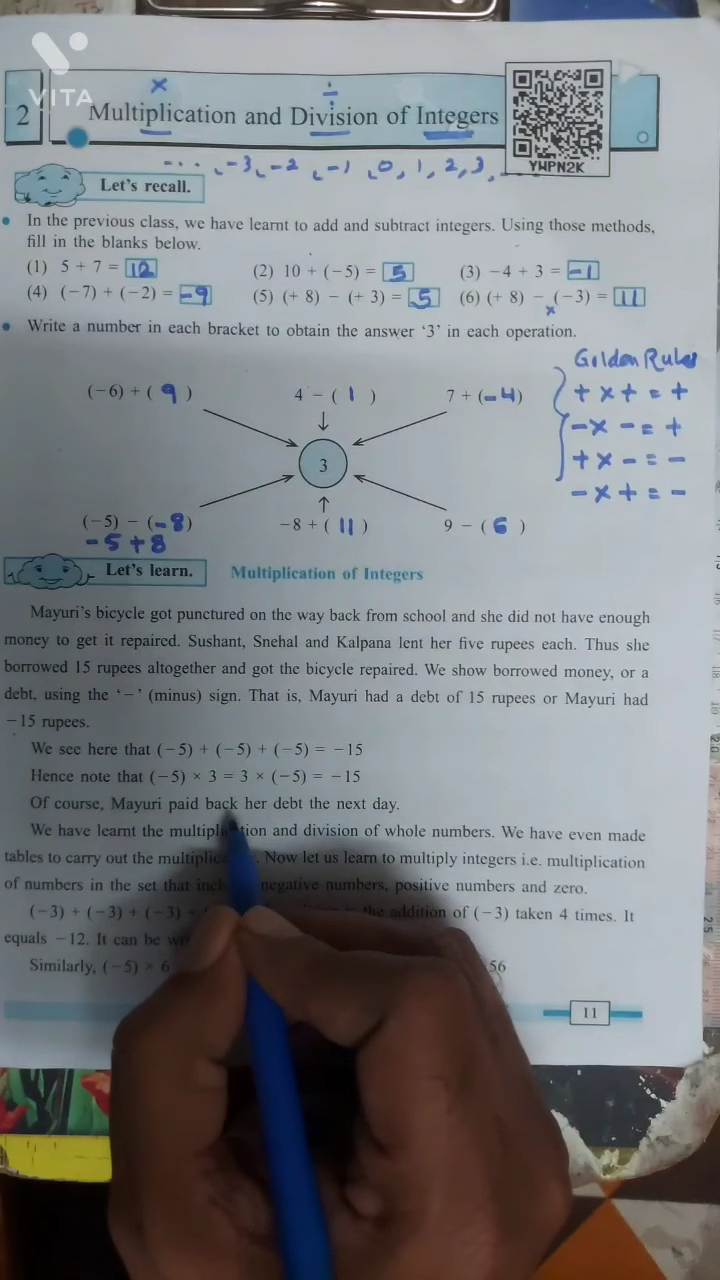 VITA
× ÷
2 Multiplication and Division of Integers
YWPN2K
..., -3, -2, -1, 0, 1, 2, 3, ...
Let's recall.
• In the previous class, we have learnt to add and subtract integers. Using those methods,
fill in the blanks below.
(1) 5 + 7 = 12 (2) 10 + (−5) = 5 (3) −4 + 3 = -1
(4) (−7) + (−2) = -9 (5) (+ 8) − (+ 3) = 5 (6) (+ 8) − (−3) = 11
×
• Write a number in each bracket to obtain the answer '3' in each operation.
Golden Rules
(−6) + ( 9 ) 4 − ( 1 ) 7 + (-4) + × + = +
− × − = +
3
+ × − = −
− × + = −
(−5) − (-8) −8 + ( 11 ) 9 − ( 6 )
-5 + 8
Let's learn. Multiplication of Integers
Mayuri's bicycle got punctured on the way back from school and she did not have enough
money to get it repaired. Sushant, Snehal and Kalpana lent her five rupees each. Thus she
borrowed 15 rupees altogether and got the bicycle repaired. We show borrowed money, or a
debt, using the '−' (minus) sign. That is, Mayuri had a debt of 15 rupees or Mayuri had
−15 rupees.
We see here that (−5) + (−5) + (−5) = −15
Hence note that (−5) × 3 = 3 × (−5) = −15
Of course, Mayuri paid back her debt the next day.
We have learnt the multiplication and division of whole numbers. We have even made
tables to carry out the . Now let us learn to multiply integers i.e. multiplication
of numbers in the set that negative numbers, positive numbers and zero.
(−3) + (−3) + (−3) + the addition of (−3) taken 4 times. It
equals −12. It can be
Similarly, (−5) × 6 56
11